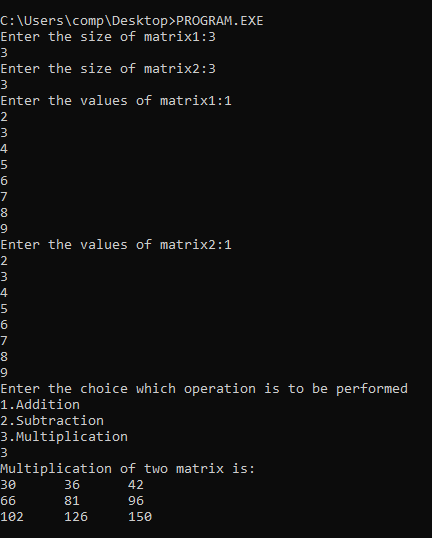 C:\Users\comp\Desktop>PROGRAM.EXE
Enter the size of matrix1:3
3
Enter the size of matrix2:3
3
Enter the values of matrix1:1
2
3
4
5
6
7
8
9
Enter the values of matrix2:1
2
3
4
5
6
7
8
9
Enter the choice which operation is to be performed
1.Addition
2.Subtraction
3.Multiplication
3
Multiplication of two matrix is:
30 36 42
66 81 96
102 126 150